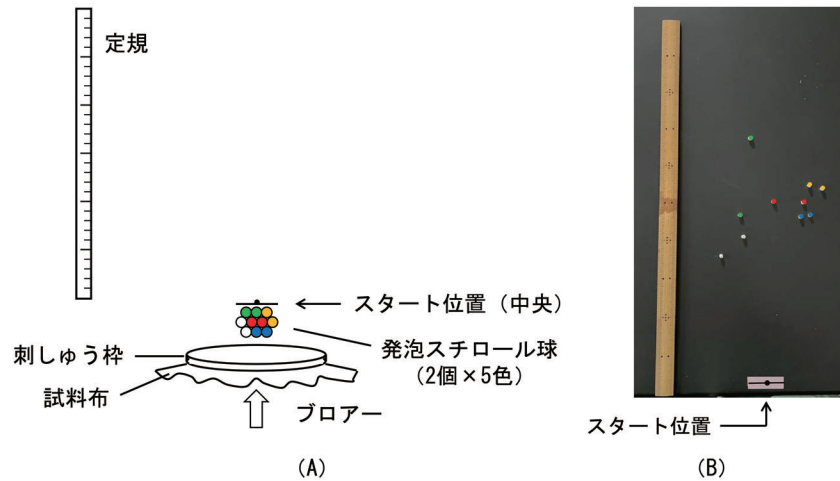 定規
スタート位置（中央）
発泡スチロール球
（2個×5色）
刺しゅう枠
試料布
ブロアー
（A）
スタート位置
（B）